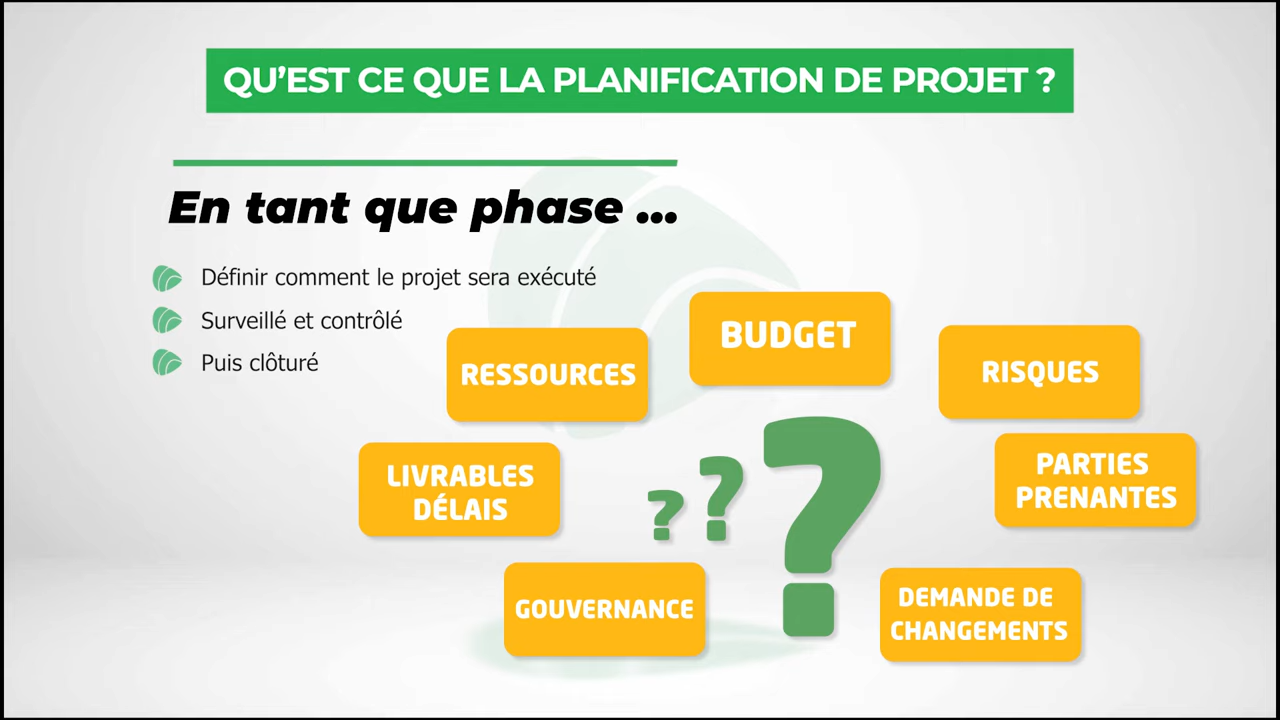 QU'EST CE QUE LA PLANIFICATION DE PROJET ?
En tant que phase ...
Définir comment le projet sera exécuté
Surveillé et contrôlé
Puis clôturé
RESSOURCES
BUDGET
RISQUES
LIVRABLES
DÉLAIS
PARTIES
PRENANTES
? ? ?
GOUVERNANCE
DEMANDE DE
CHANGEMENTS